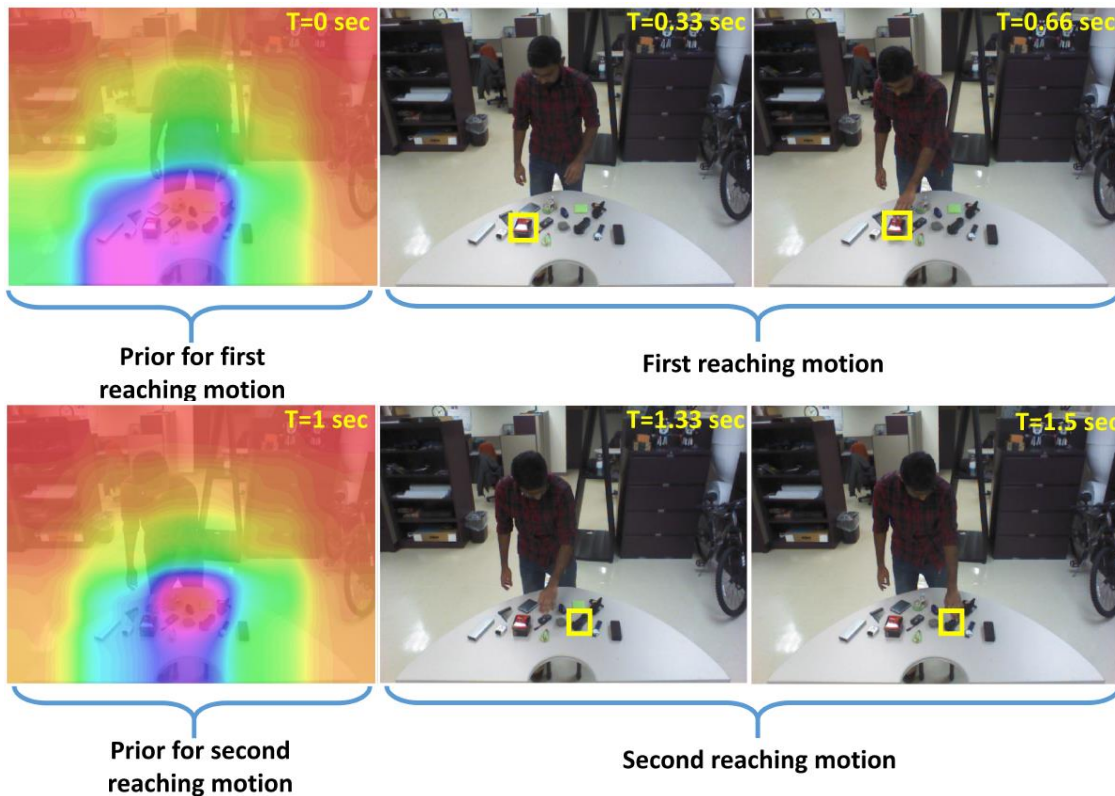 T=0 sec
T=0.33 sec
T=0.66 sec
Prior for first
reaching motion
First reaching motion
T=1 sec
T=1.33 sec
T=1.5 sec
Prior for second
reaching motion
Second reaching motion